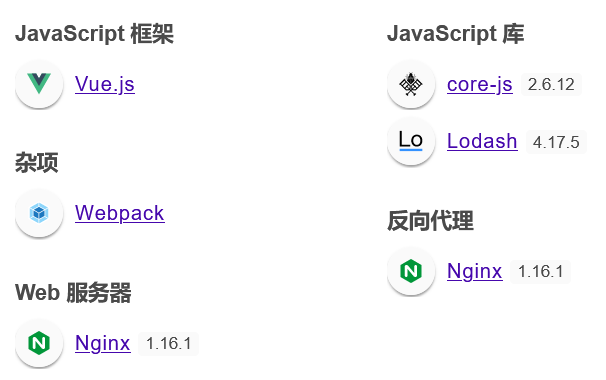 JavaScript 框架
Vue.js
杂项
Webpack
Web 服务器
Nginx 1.16.1
JavaScript 库
core-js 2.6.12
Lo
Lodash 4.17.5
反向代理
Nginx 1.16.1